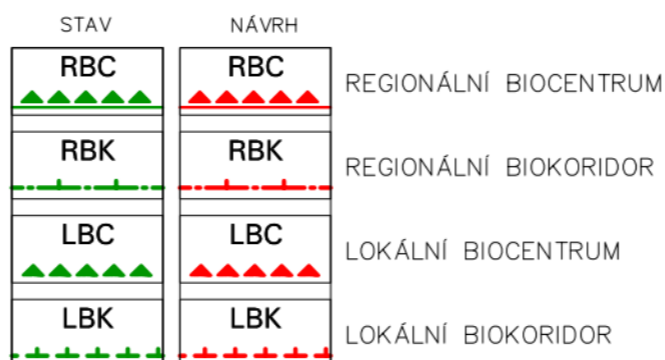 STAV NÁVRH
RBC RBC REGIONÁLNÍ BIOCENTRUM
RBK RBK REGIONÁLNÍ BIOKORIDOR
LBC LBC LOKÁLNÍ BIOCENTRUM
LBK LBK LOKÁLNÍ BIOKORIDOR